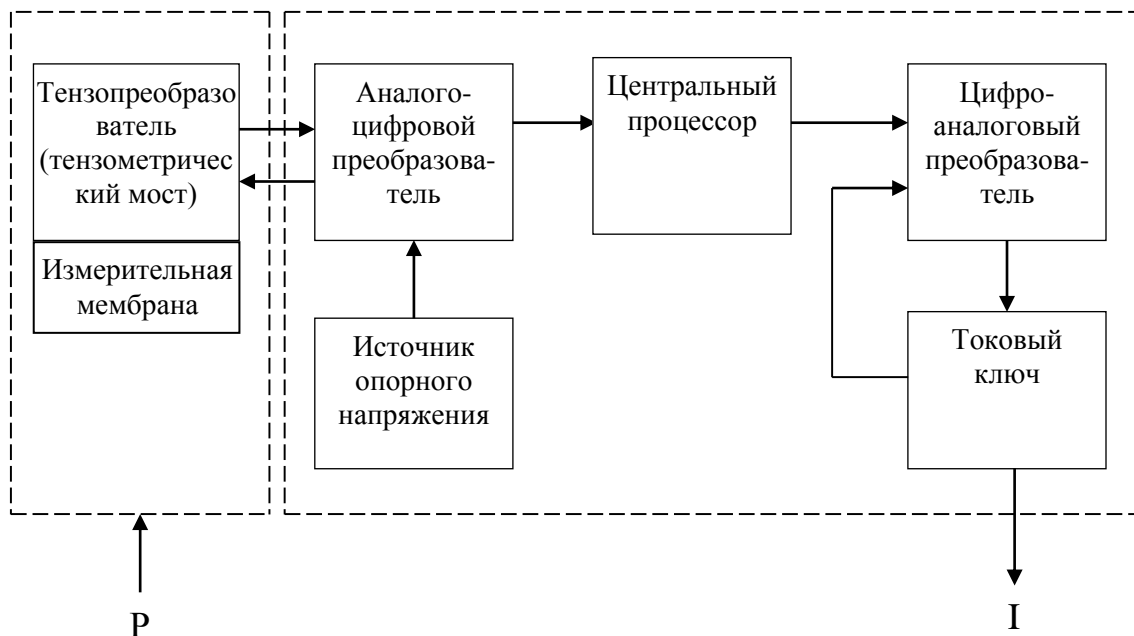 Тензопреобразо
ватель
(тензометричес
кий мост)
Измерительная
мембрана
Аналого-
цифровой
преобразова-
тель
Источник
опорного
напряжения
Центральный
процессор
Цифро-
аналоговый
преобразова-
тель
Токовый
ключ
P
I